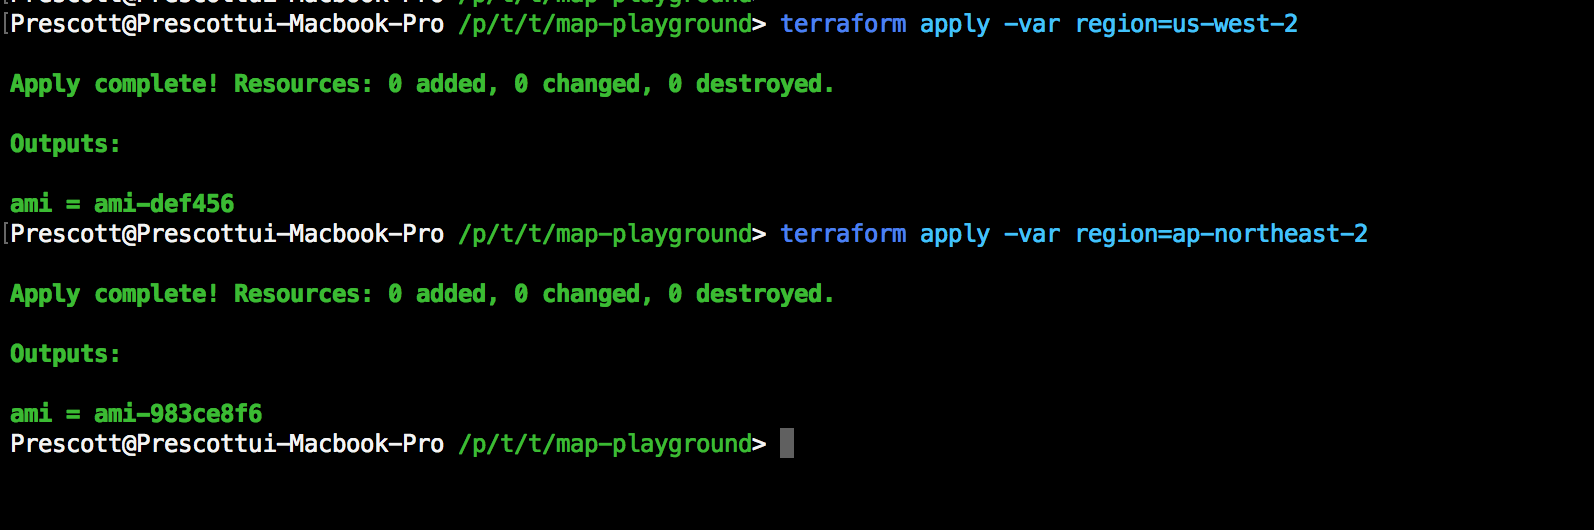 [Prescott@Prescottui-Macbook-Pro /p/t/t/map-playground> terraform apply -var region=us-west-2
Apply complete! Resources: 0 added, 0 changed, 0 destroyed.
Outputs:
ami = ami-def456
[Prescott@Prescottui-Macbook-Pro /p/t/t/map-playground> terraform apply -var region=ap-northeast-2
Apply complete! Resources: 0 added, 0 changed, 0 destroyed.
Outputs:
ami = ami-983ce8f6
Prescott@Prescottui-Macbook-Pro /p/t/t/map-playground>